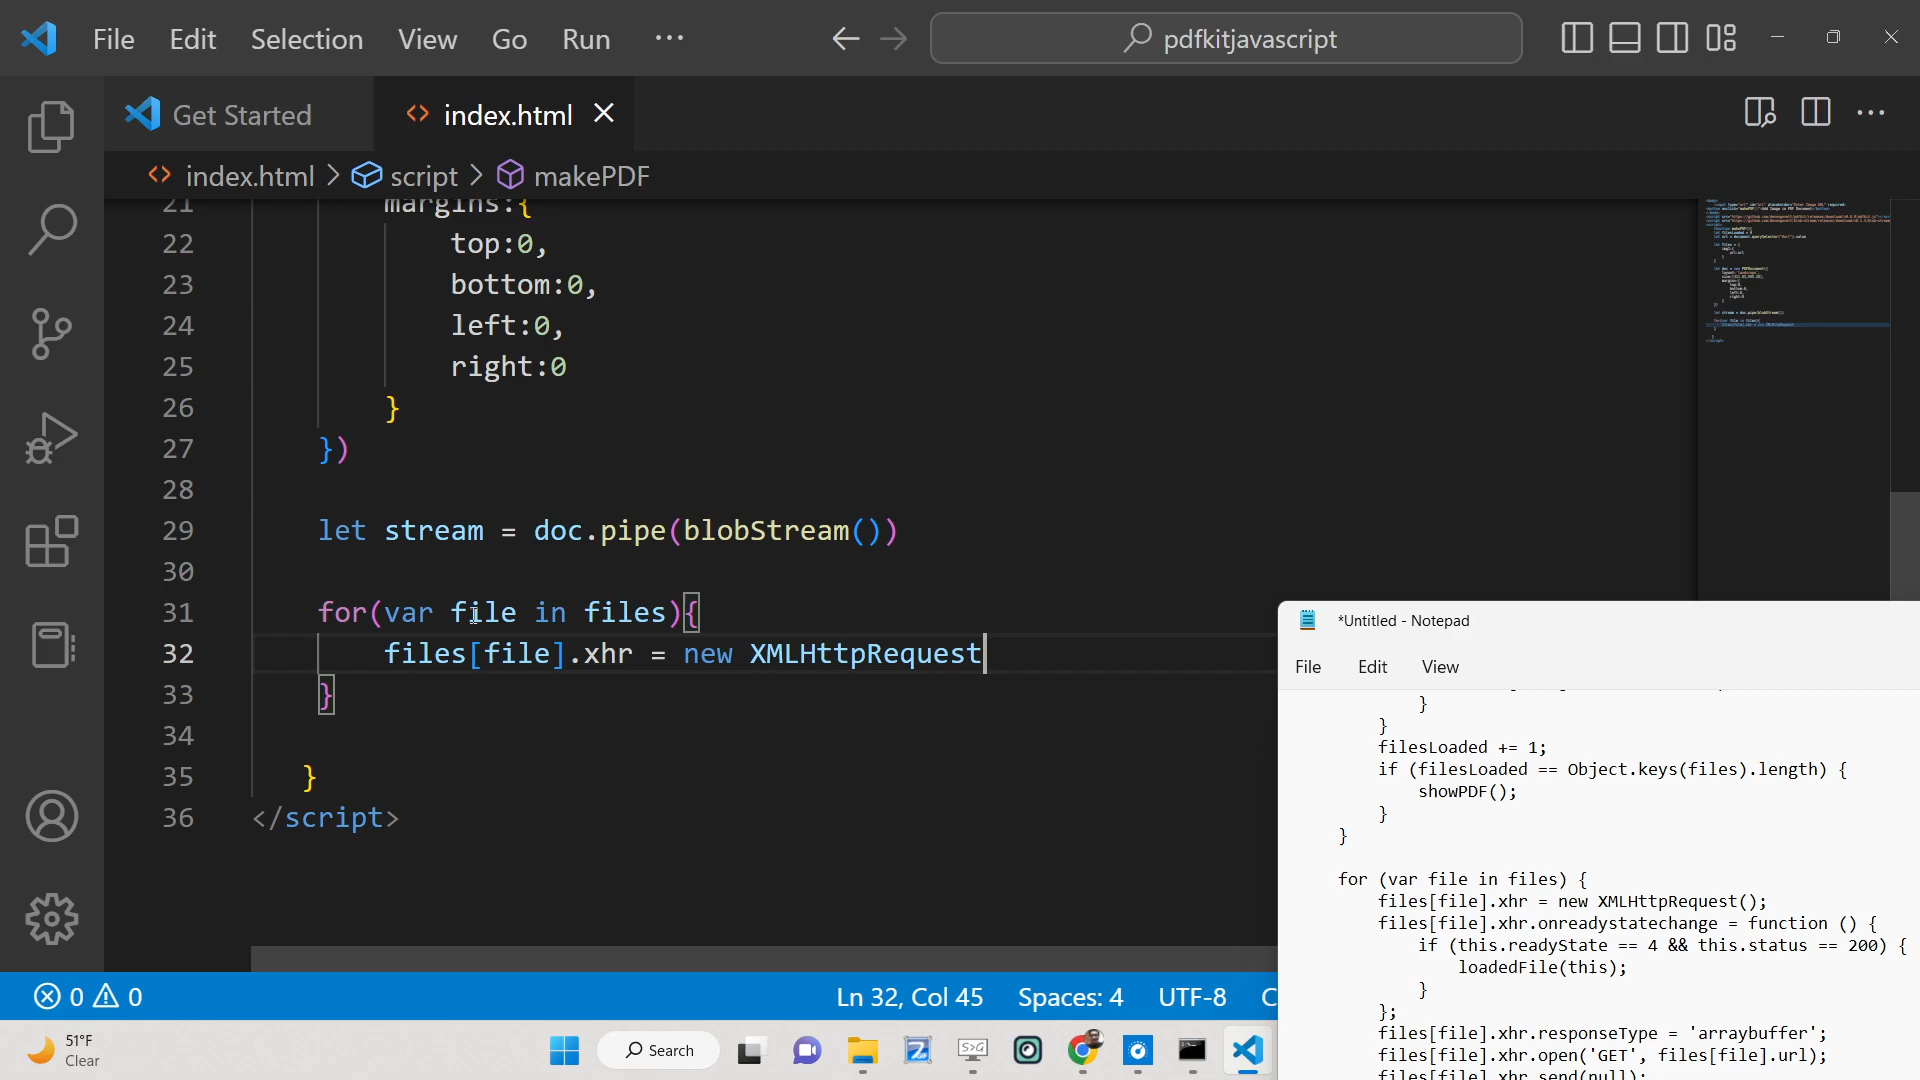 File Edit Selection View Go Run ··· pdfkitjavascript
Get Started index.html
index.html > script > makePDF
21 margins:{
22 top:0,
23 bottom:0,
24 left:0,
25 right:0
26 }
27 })
28
29 let stream = doc.pipe(blobStream())
30
31 for(var file in files){
32 files[file].xhr = new XMLHttpRequest
33 }
34
35 }
36 </script>
*Untitled - Notepad
File Edit View
}
}
filesLoaded += 1;
if (filesLoaded == Object.keys(files).length) {
showPDF();
}
}
for (var file in files) {
files[file].xhr = new XMLHttpRequest();
files[file].xhr.onreadystatechange = function () {
if (this.readyState == 4 && this.status == 200) {
loadedFile(this);
}
};
files[file].xhr.responseType = 'arraybuffer';
files[file].xhr.open('GET', files[file].url);
files[file].xhr.send(null);
0 0 Ln 32, Col 45 Spaces: 4 UTF-8 C
51°F
Clear
Search